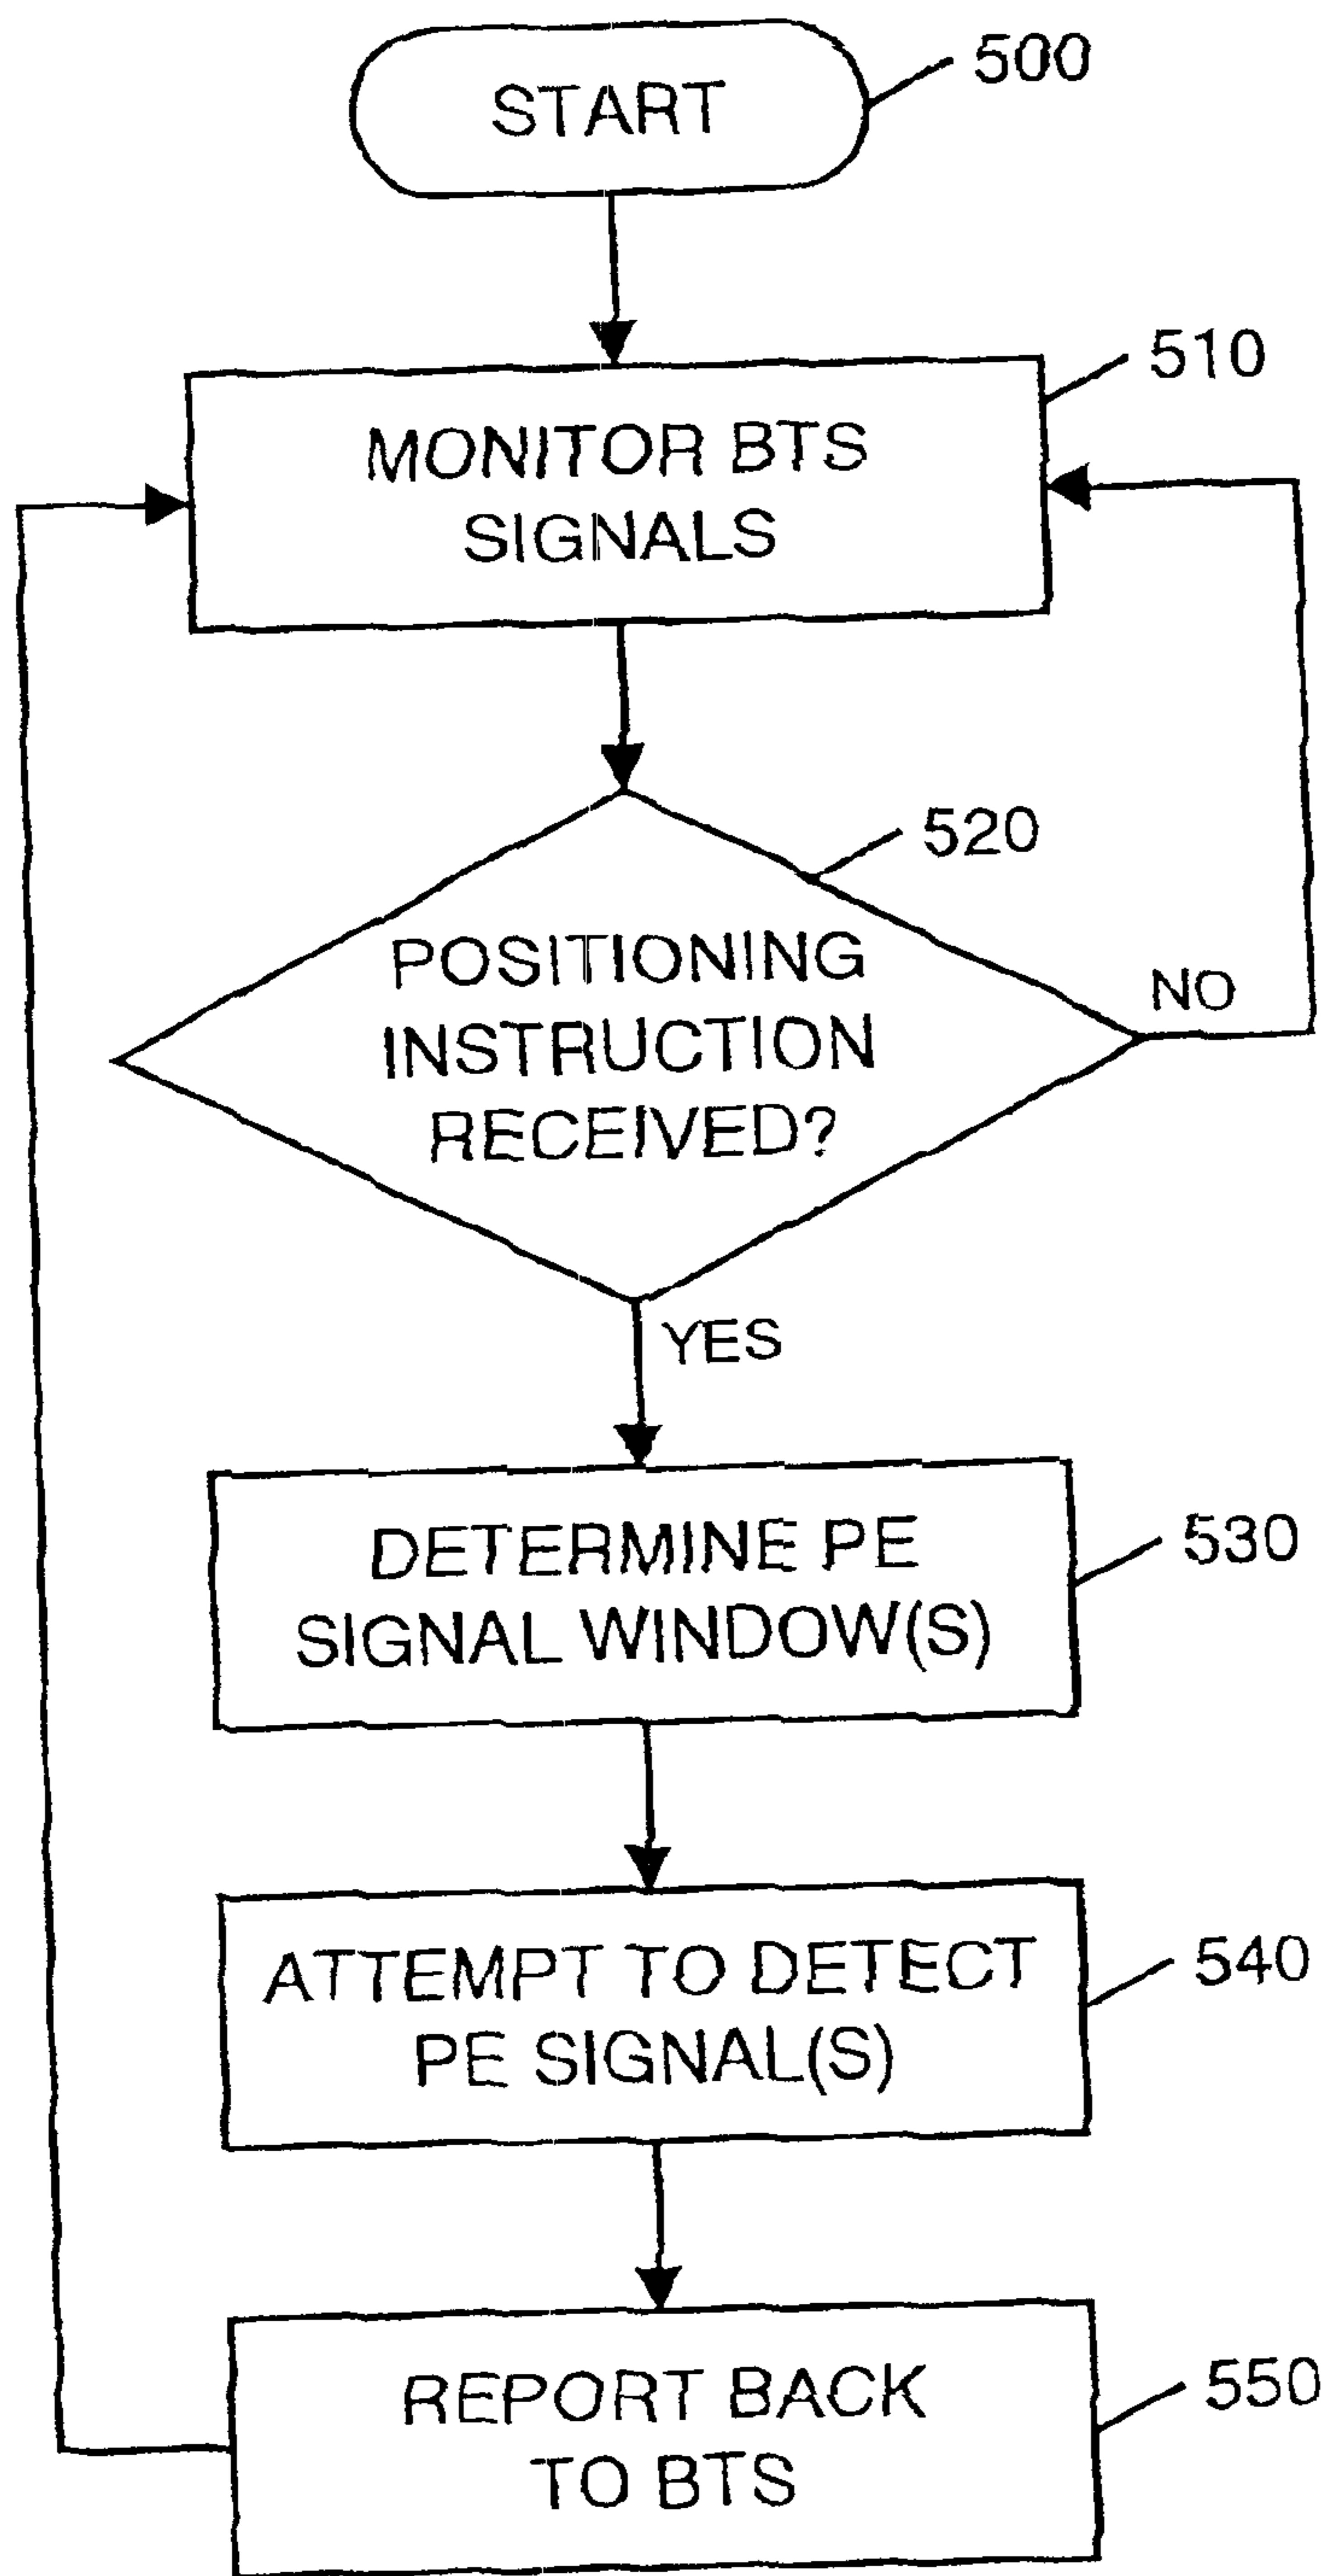 START
500
510
MONITOR BTS
SIGNALS
520
POSITIONING
INSTRUCTION
RECEIVED?
NO
YES
530
DETERMINE PE
SIGNAL WINDOW(S)
540
ATTEMPT TO DETECT
PE SIGNAL(S)
550
REPORT BACK
TO BTS